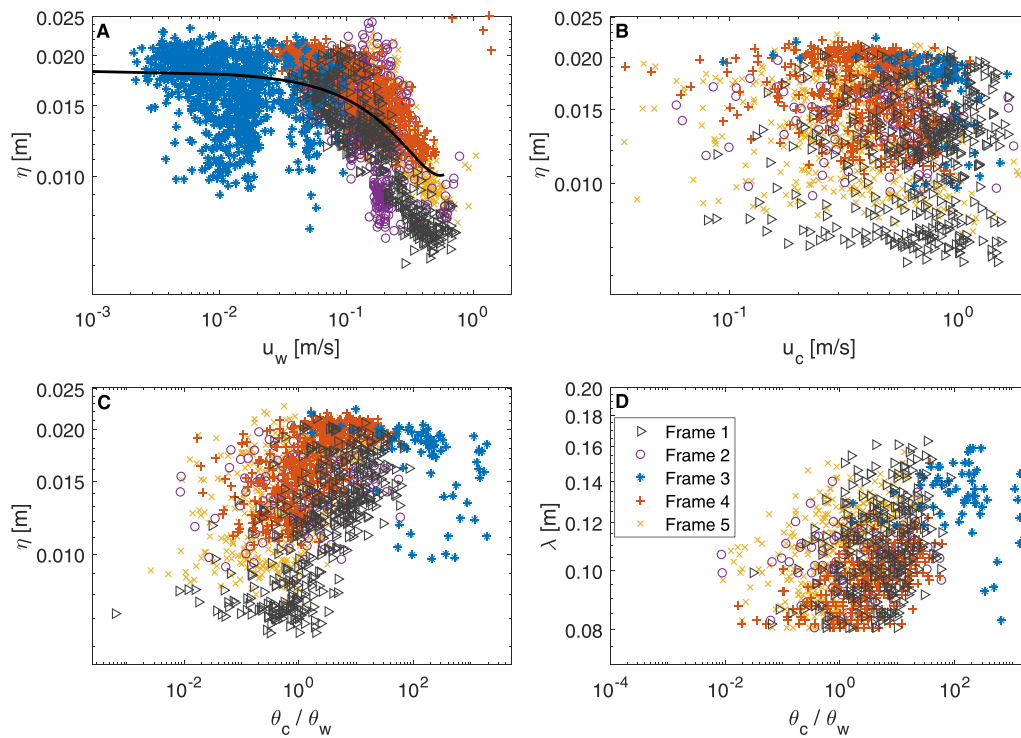 A
0.025
0.020
0.015
0.010
η [m]
10^-3
10^-2
10^-1
10^0
u_w [m/s]
B
0.020
0.015
0.010
η [m]
10^-1
10^0
u_c [m/s]
C
0.025
0.020
0.015
0.010
η [m]
10^-2
10^0
10^2
θ_c / θ_w
D
0.20
0.18
0.16
0.14
0.12
0.10
0.08
λ [m]
Frame 1
Frame 2
Frame 3
Frame 4
Frame 5
10^-4
10^-2
10^0
10^2
θ_c / θ_w